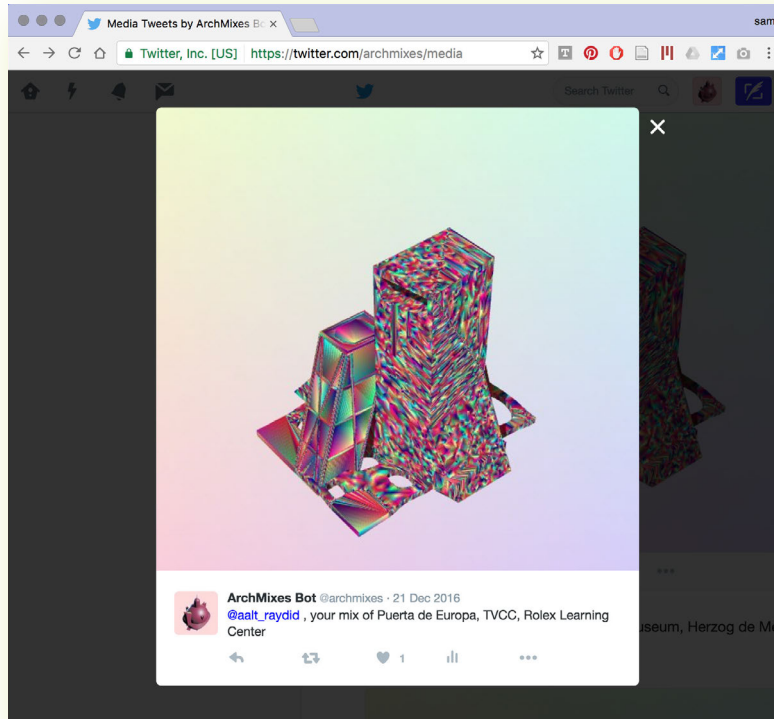 Media Tweets by ArchMixes Bo
sam
Twitter, Inc. [US] https://twitter.com/archmixes/media
Search Twitter
ArchMixes Bot @archmixes · 21 Dec 2016
@aalt_raydid , your mix of Puerta de Europa, TVCC, Rolex Learning
Center
1
useum, Herzog de Me